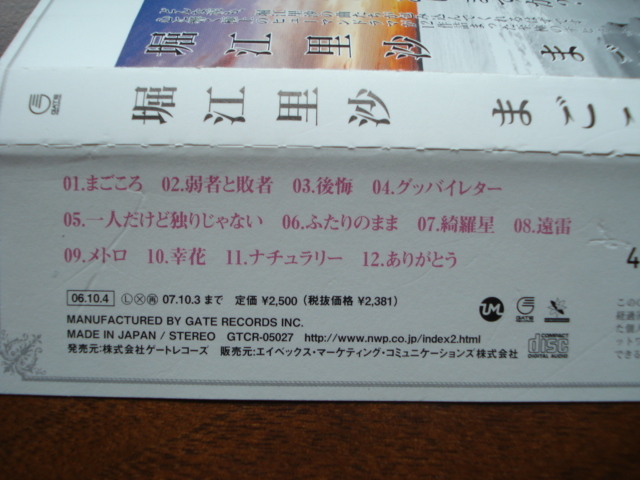 堀江里沙 まご
堀江里沙 まごこ
GATE
01.まごころ 02.弱者と敗者 03.後悔 04.グッバイレター
05.一人だけど独りじゃない 06.ふたりのまま 07.綺羅星 08.遠雷
09.メトロ 10.幸花 11.ナチュラリー 12.ありがとう
4
06.10.4 Ⓛ Ⓧ ㊢ 07.10.3 まで 定価 ¥2,500 (税抜価格 ¥2,381)
MANUFACTURED BY GATE RECORDS INC.
MADE IN JAPAN / STEREO GTCR-05027 http://www.nwp.co.jp/index2.html
発売元:株式会社ゲートレコーズ 販売元:エイベックス・マーケティング・コミュニケーションズ株式会社
disc
DIGITAL AUDIO